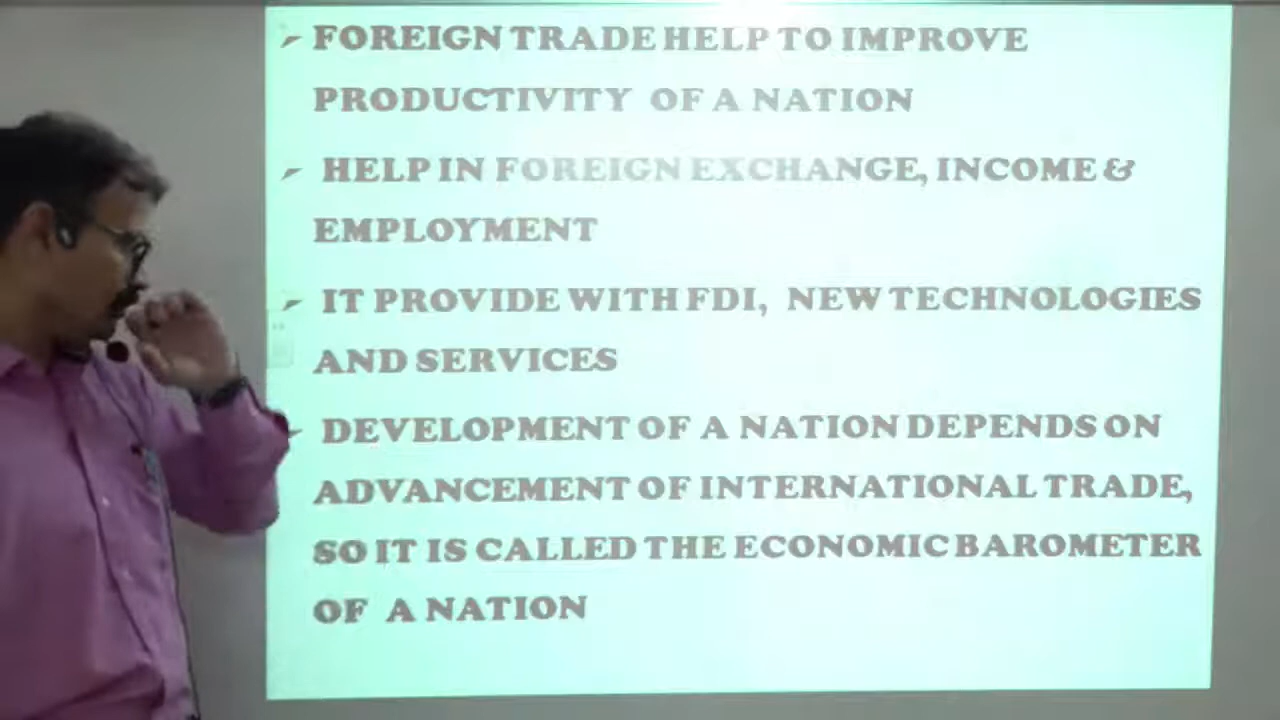 FOREIGN TRADE HELP TO IMPROVE
PRODUCTIVITY OF A NATION
HELP IN FOREIGN EXCHANGE, INCOME &
EMPLOYMENT
IT PROVIDE WITH FDI, NEW TECHNOLOGIES
AND SERVICES
DEVELOPMENT OF A NATION DEPENDS ON
ADVANCEMENT OF INTERNATIONAL TRADE,
SO IT IS CALLED THE ECONOMIC BAROMETER
OF A NATION